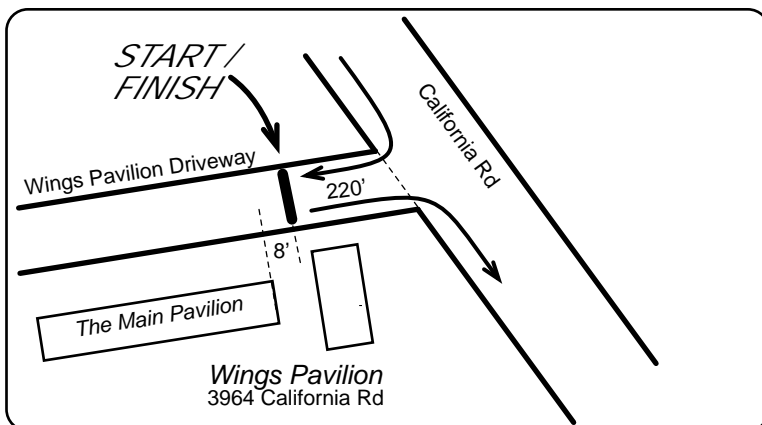 START /
FINISH
California Rd
Wings Pavilion Driveway
220'
8'
The Main Pavilion
Wings Pavilion
3964 California Rd